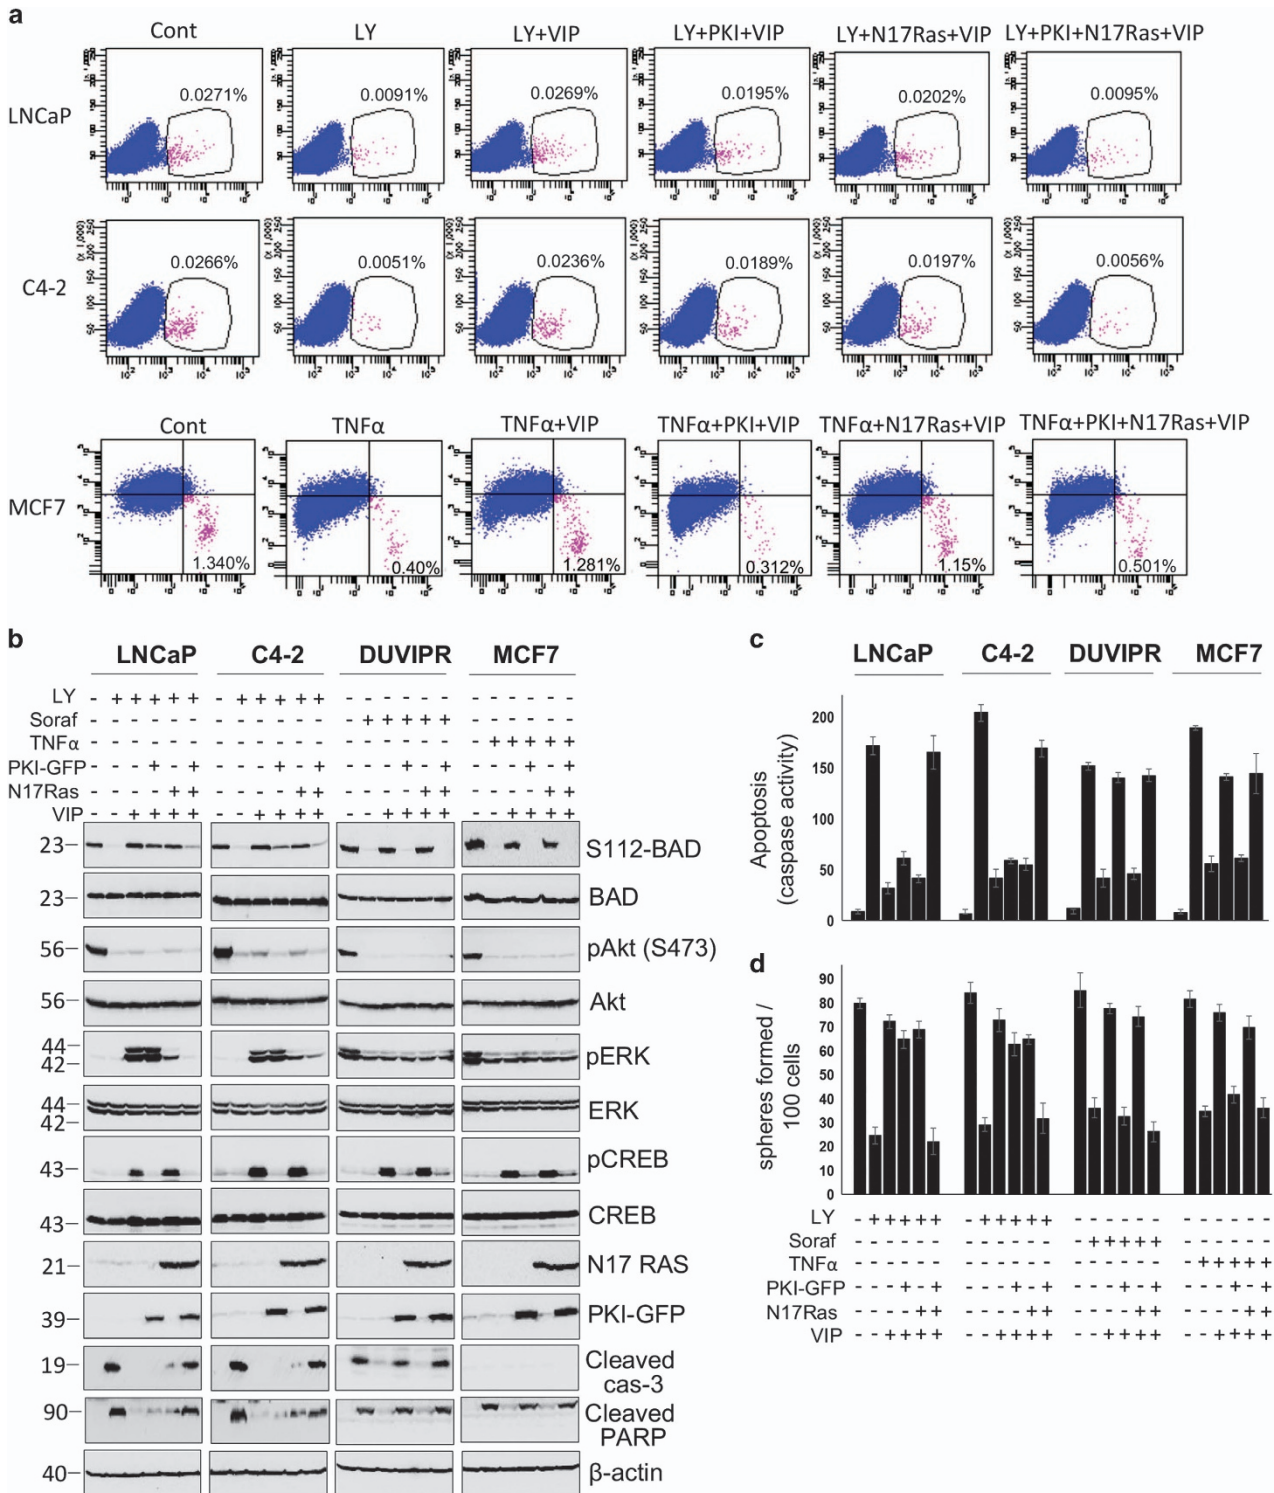 a
Cont LY LY+VIP LY+PKI+VIP LY+N17Ras+VIP LY+PKI+N17Ras+VIP
LNCaP 0.0271% 0.0091% 0.0269% 0.0195% 0.0202% 0.0095%
C4-2 0.0266% 0.0051% 0.0236% 0.0189% 0.0197% 0.0056%
Cont TNFα TNFα+VIP TNFα+PKI+VIP TNFα+N17Ras+VIP TNFα+PKI+N17Ras+VIP
MCF7 1.340% 0.40% 1.281% 0.312% 1.15% 0.501%
b
LNCaP C4-2 DUVIPR MCF7
LY - + + + + + - + + + + + - - - - - - - - - - - -
Soraf - - - - - - - - - - - - - + + + + + - - - - - -
TNFα - - - - - - - - - - - - - - - - - - - + + + + +
PKI-GFP - - - + - + - - - + - + - - - + - + - - - + - +
N17Ras - - - - + + - - - - + + - - - - + + - - - - + +
VIP - - + + + + - - + + + + - - + + + + - - + + + +
23 S112-BAD
23 BAD
56 pAkt (S473)
56 Akt
44
42 pERK
44
42 ERK
43 pCREB
43 CREB
21 N17 RAS
39 PKI-GFP
19 Cleaved
cas-3
90 Cleaved
PARP
40 β-actin
c
LNCaP C4-2 DUVIPR MCF7
Apoptosis
(caspase activity)
200
150
100
50
0
d
spheres formed /
100 cells
90
80
70
60
50
40
30
20
10
0
LY - + + + + + - + + + + + - - - - - - - - - - - -
Soraf - - - - - - - - - - - - - + + + + + - - - - - -
TNFα - - - - - - - - - - - - - - - - - - - + + + + +
PKI-GFP - - - + - + - - - + - + - - - + - + - - - + - +
N17Ras - - - - + + - - - - + + - - - - + + - - - - + +
VIP - - + + + + - - + + + + - - + + + + - - + + + +